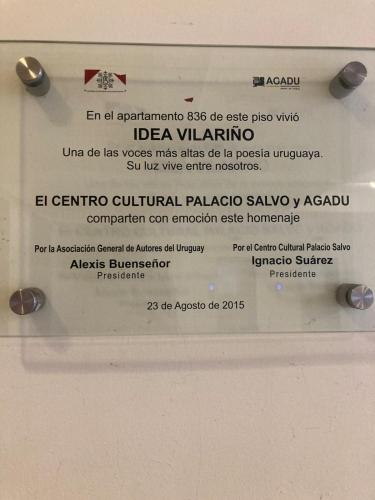 AGADU
En el apartamento 836 de este piso vivió
IDEA VILARIÑO
Una de las voces más altas de la poesía uruguaya.
Su luz vive entre nosotros.
El CENTRO CULTURAL PALACIO SALVO y AGADU
comparten con emoción este homenaje
Por la Asociación General de Autores del Uruguay
Alexis Buenseñor
Presidente
Por el Centro Cultural Palacio Salvo
Ignacio Suárez
Presidente
23 de Agosto de 2015